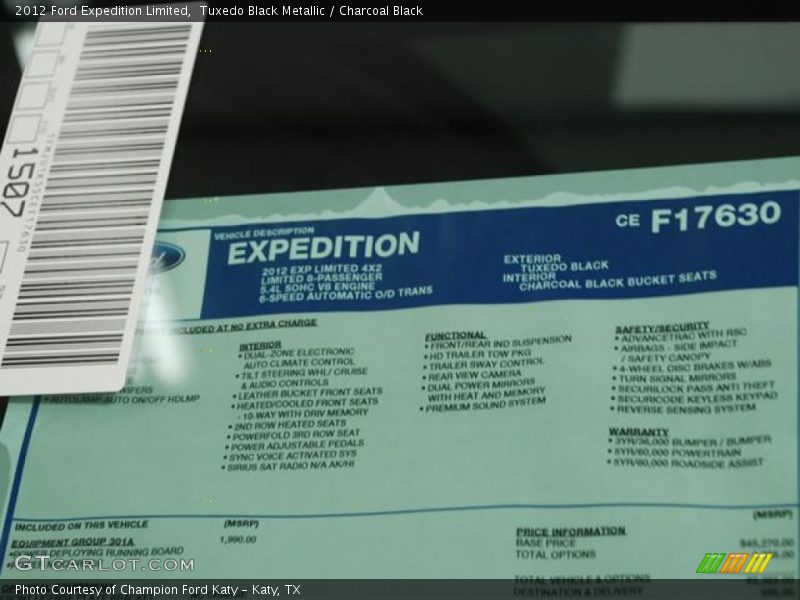 2012 Ford Expedition Limited, Tuxedo Black Metallic / Charcoal Black
1507
VEHICLE DESCRIPTION
EXPEDITION
2012 EXP LIMITED 4X2
LIMITED 8-PASSENGER
5.4L SOHC V8 ENGINE
6-SPEED AUTOMATIC O/D TRANS
CE F17630
EXTERIOR
TUXEDO BLACK
INTERIOR
CHARCOAL BLACK BUCKET SEATS
INCLUDED AT NO EXTRA CHARGE
• AUTOLAMP-AUTO ON/OFF HDLMP
INTERIOR
• DUAL-ZONE ELECTRONIC
AUTO CLIMATE CONTROL
• TILT STEERING WHL/ CRUISE
& AUDIO CONTROLS
• LEATHER BUCKET FRONT SEATS
• HEATED/COOLED FRONT SEATS
- 10-WAY WITH DRIV MEMORY
• 2ND ROW HEATED SEATS
• POWERFOLD 3RD ROW SEAT
• POWER ADJUSTABLE PEDALS
• SYNC VOICE ACTIVATED SYS
• SIRIUS SAT RADIO N/A AK/HI
FUNCTIONAL
• FRONT/REAR IND SUSPENSION
• HD TRAILER TOW PKG
• TRAILER SWAY CONTROL
• REAR VIEW CAMERA
• DUAL POWER MIRRORS
WITH HEAT AND MEMORY
• PREMIUM SOUND SYSTEM
SAFETY/SECURITY
• ADVANCETRAC WITH RSC
• AIRBAGS - SIDE IMPACT
/ SAFETY CANOPY
• 4-WHEEL DISC BRAKES W/ABS
• TURN SIGNAL MIRRORS
• SECURILOCK PASS ANTI THEFT
• SECURICODE KEYLESS KEYPAD
• REVERSE SENSING SYSTEM
WARRANTY
• 3YR/36,000 BUMPER / BUMPER
• 5YR/60,000 POWERTRAIN
• 5YR/60,000 ROADSIDE ASSIST
INCLUDED ON THIS VEHICLE
(MSRP)
EQUIPMENT GROUP 301A
1,990.00
• POWER DEPLOYING RUNNING BOARD
(MSRP)
PRICE INFORMATION
BASE PRICE
TOTAL OPTIONS
TOTAL VEHICLE & OPTIONS
DESTINATION & DELIVERY
GTCARLOT.COM
Photo Courtesy of Champion Ford Katy – Katy, TX